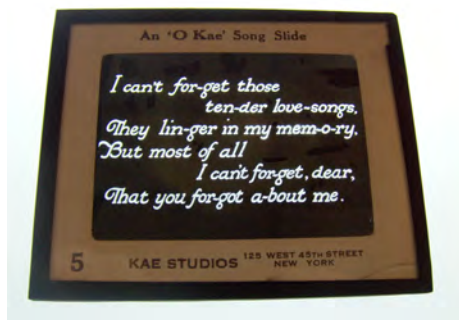 An 'O Kae' Song Slide
I can't for-get those
ten-der love-songs,
They lin-ger in my mem-o-ry,
But most of all
I can't for-get, dear,
That you for-got a-bout me.
5 KAE STUDIOS 125 WEST 45TH STREET
NEW YORK